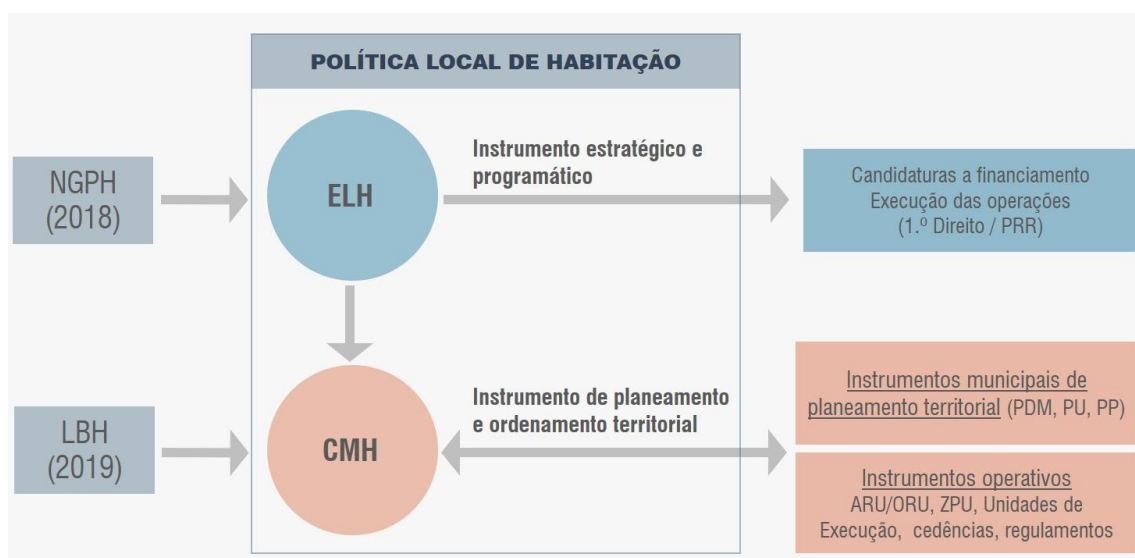 POLÍTICA LOCAL DE HABITAÇÃO
NGPH
(2018)
ELH
Instrumento estratégico e
programático
Candidaturas a financiamento
Execução das operações
(1.º Direito / PRR)
LBH
(2019)
CMH
Instrumento de planeamento
e ordenamento territorial
Instrumentos municipais de
planeamento territorial (PDM, PU, PP)
Instrumentos operativos
ARU/ORU, ZPU, Unidades de
Execução, cedências, regulamentos